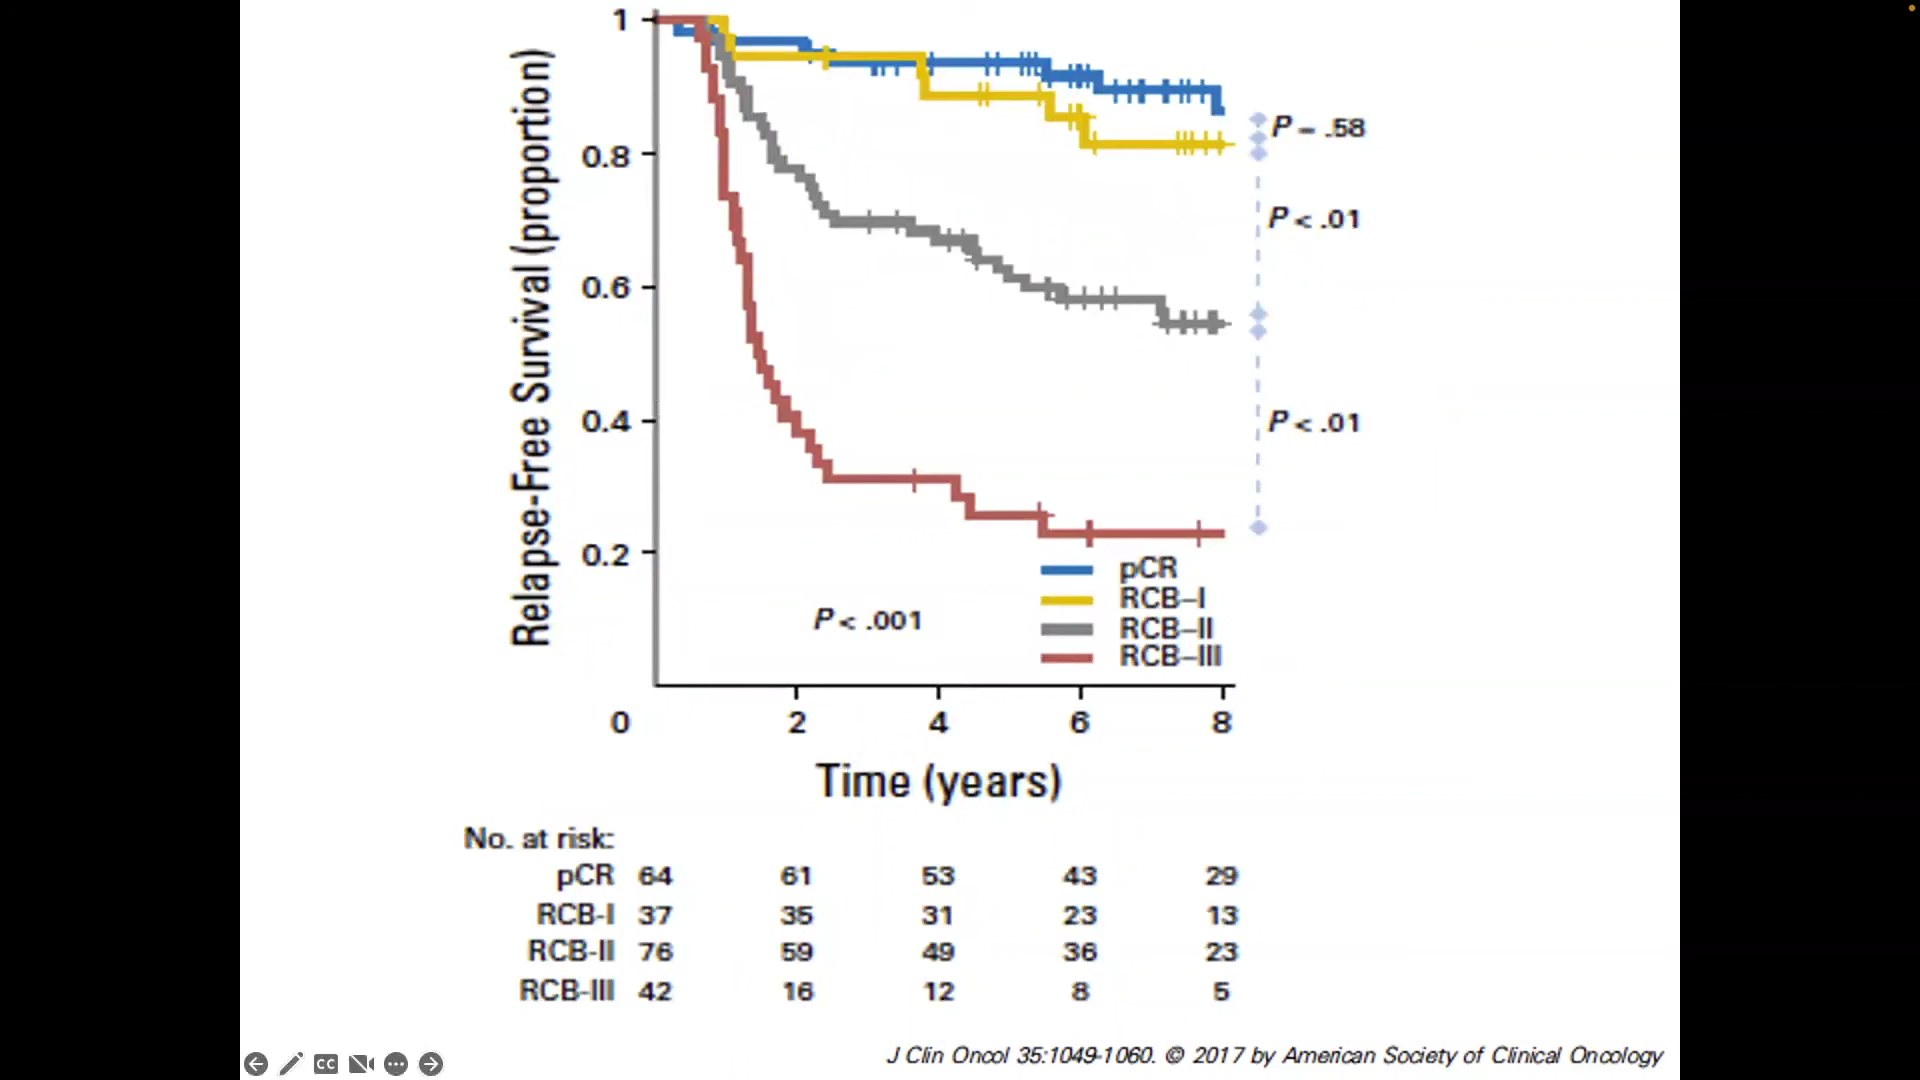 Relapse-Free Survival (proportion)
1
0.8
0.6
0.4
0.2
P = .58
P < .01
P < .01
P < .001
pCR
RCB–I
RCB–II
RCB–III
0 2 4 6 8
Time (years)
No. at risk:
pCR 64 61 53 43 29
RCB-I 37 35 31 23 13
RCB-II 76 59 49 36 23
RCB-III 42 16 12 8 5
J Clin Oncol 35:1049-1060. © 2017 by American Society of Clinical Oncology
CC